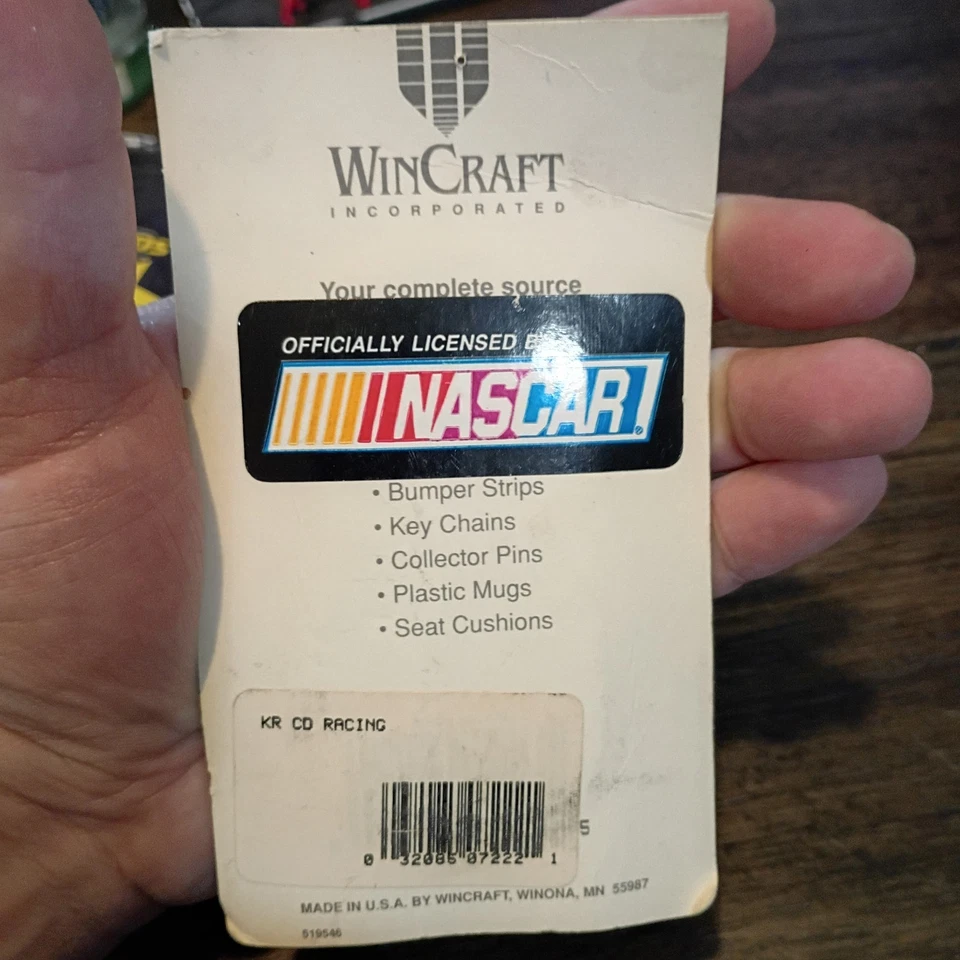 WINCRAFT
INCORPORATED
Your complete source
OFFICIALLY LICENSED
NASCAR®
• Bumper Strips
• Key Chains
• Collector Pins
• Plastic Mugs
• Seat Cushions
KR CD RACING
5
0 32085 07222 1
MADE IN U.S.A. BY WINCRAFT, WINONA, MN 55987
519546